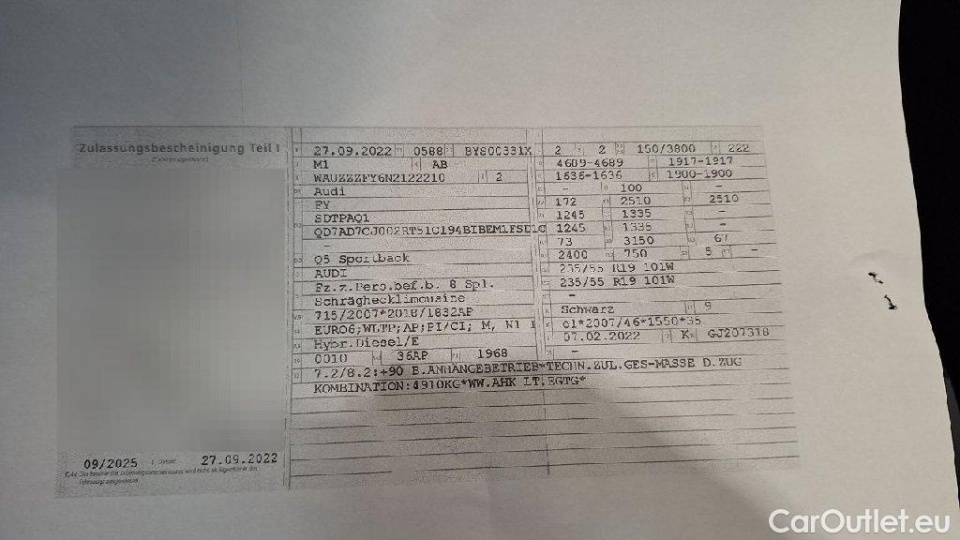 Zulassungsbescheinigung Teil I
27.09.2022 0588 BYS00331X 2 2 150/3800 222
M1 AB 4689-4689 1917-1917
WAUZZZFY6N2122210 2 1636-1636 1900-1900
Audi - 100 -
FY 172 2510 2510
SDTPAQ1 1245 1335 -
1245 1335 -
- 73 3150 67
Q5 Sportback 2400 750 5 -
AUDI 235/55 R19 101W
Fz.z.Pers.bef.b. 8 Spl. 235/55 R19 101W
Schräghecklimousine -
715/2007*2018/1832AP Schwarz 9
EURO6;WLTP;AP;PI/CI; M, N1 I e1*2007/46*1550*35
Hybr.Diesel/E 07.02.2022 K GJ207318
0010 36AP 1968 -
7.2/8.2:+90 B.ANHÄNGEBETRIEB*TECHN.ZUL.GES-MASSE D.ZUG
KOMBINATION:4910KG*WW.AHK LT.EGTG*
09/2025 27.09.2022
CarOutlet.eu